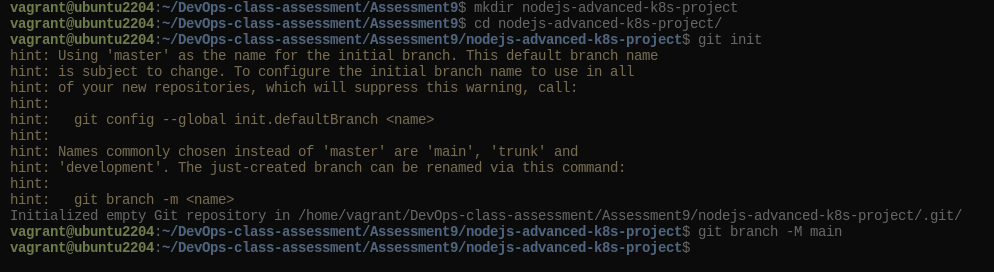 vagrant@ubuntu2204:~/DevOps-class-assessment/Assessment9$ mkdir nodejs-advanced-k8s-project
vagrant@ubuntu2204:~/DevOps-class-assessment/Assessment9$ cd nodejs-advanced-k8s-project/
vagrant@ubuntu2204:~/DevOps-class-assessment/Assessment9/nodejs-advanced-k8s-project$ git init
hint: Using 'master' as the name for the initial branch. This default branch name
hint: is subject to change. To configure the initial branch name to use in all
hint: of your new repositories, which will suppress this warning, call:
hint:
hint:   git config --global init.defaultBranch <name>
hint:
hint: Names commonly chosen instead of 'master' are 'main', 'trunk' and
hint: 'development'. The just-created branch can be renamed via this command:
hint:
hint:   git branch -m <name>
Initialized empty Git repository in /home/vagrant/DevOps-class-assessment/Assessment9/nodejs-advanced-k8s-project/.git/
vagrant@ubuntu2204:~/DevOps-class-assessment/Assessment9/nodejs-advanced-k8s-project$ git branch -M main
vagrant@ubuntu2204:~/DevOps-class-assessment/Assessment9/nodejs-advanced-k8s-project$